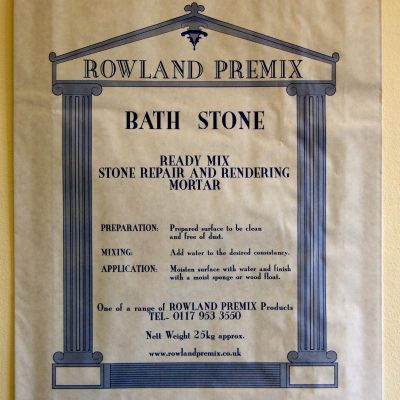 ROWLAND PREMIX
BATH STONE
READY MIX
STONE REPAIR AND RENDERING
MORTAR
PREPARATION: Prepared surface to be clean
and free of dust.
MIXING: Add water to the desired consistancy.
APPLICATION: Moisten surface with water and finish
with a moist sponge or wood float.
One of a range of ROWLAND PREMIX Products
TEL- 0117 953 3550
Nett Weight 25kg approx.
www.rowlandpremix.co.uk